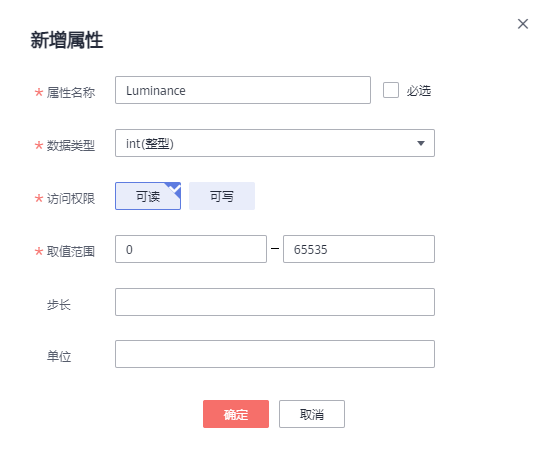 新增属性
* 属性名称 Luminance 必选
* 数据类型 int(整型)
* 访问权限 可读 可写
* 取值范围 0 — 65535
步长
单位
确定 取消